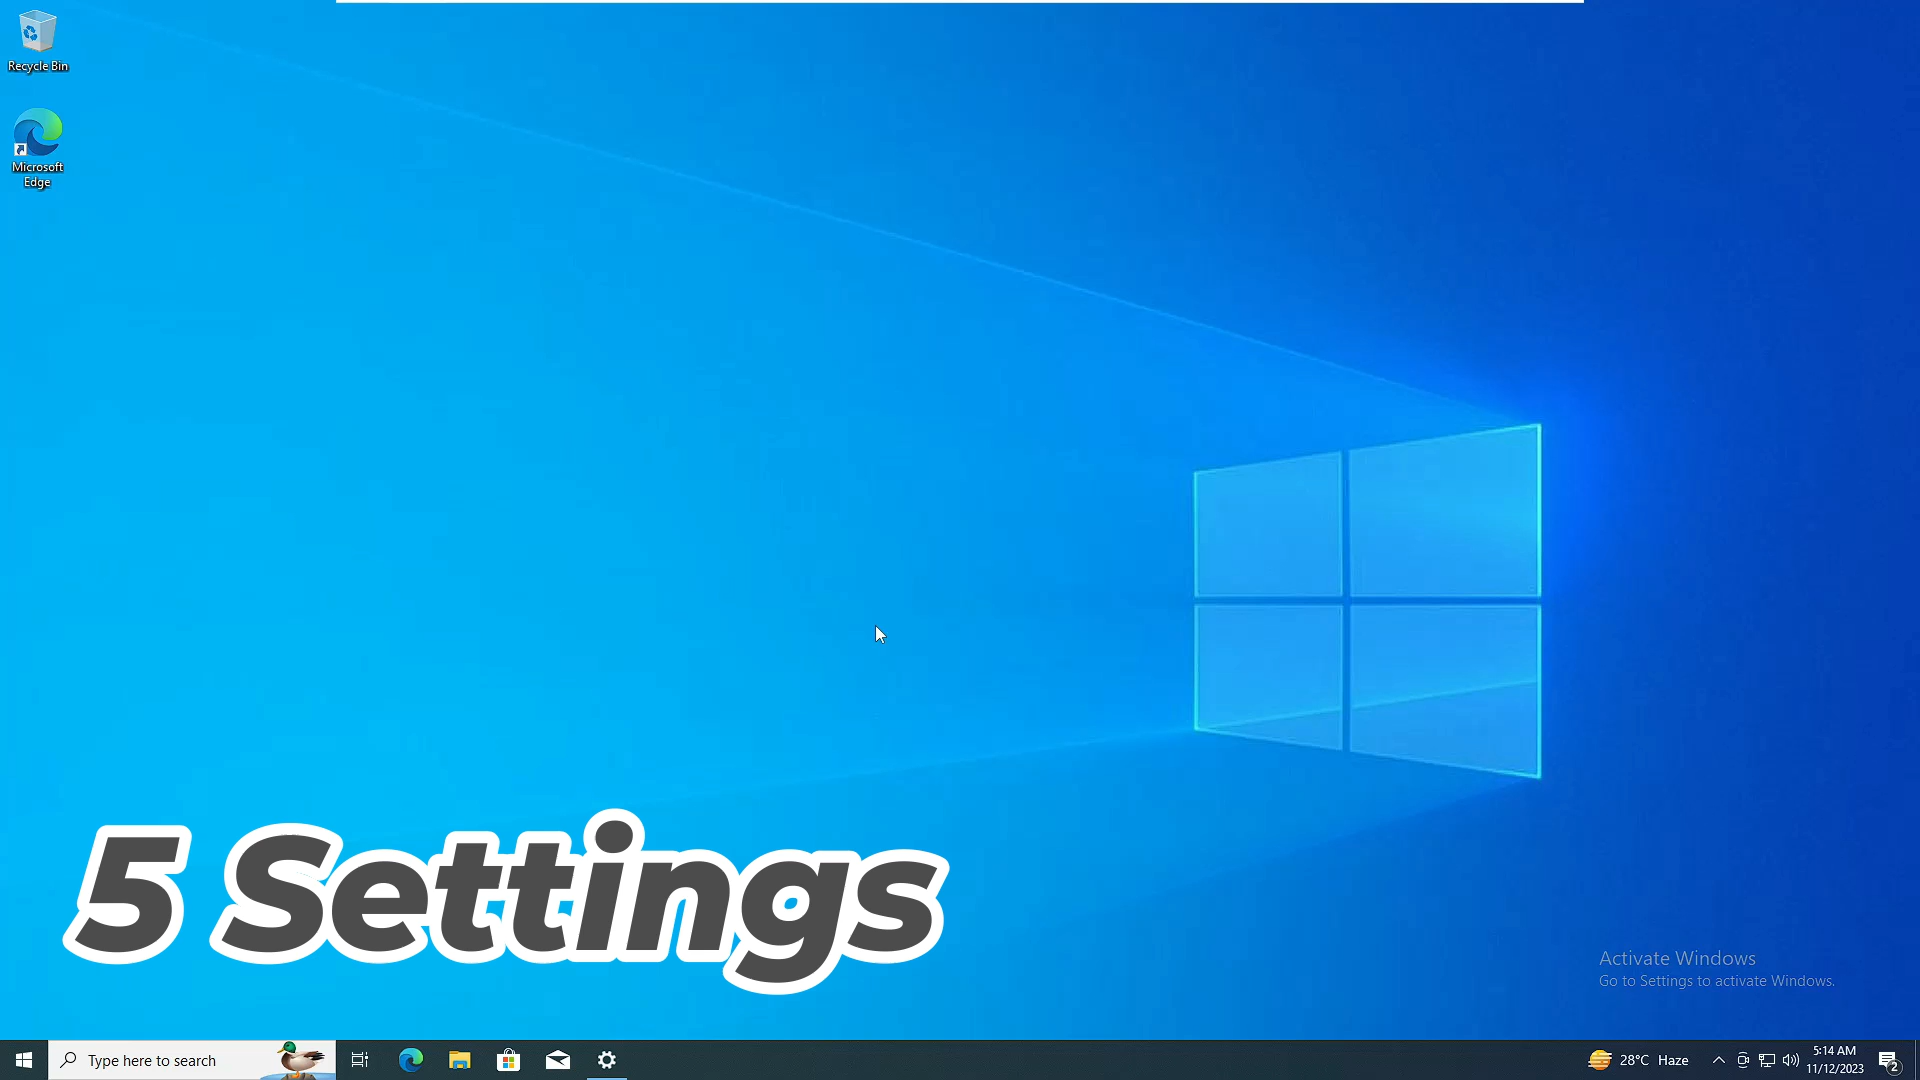 Recycle Bin
Microsoft
Edge
5 Settings
Activate Windows
Go to Settings to activate Windows.
Type here to search
28°C Haze
5:14 AM
11/12/2023
2